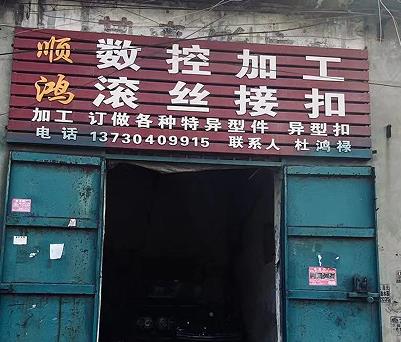 顺鸿
数控加工
滚丝接扣
加工 订做各种特异型件 异型扣
电话 13730409915 联系人 杜鸿禄